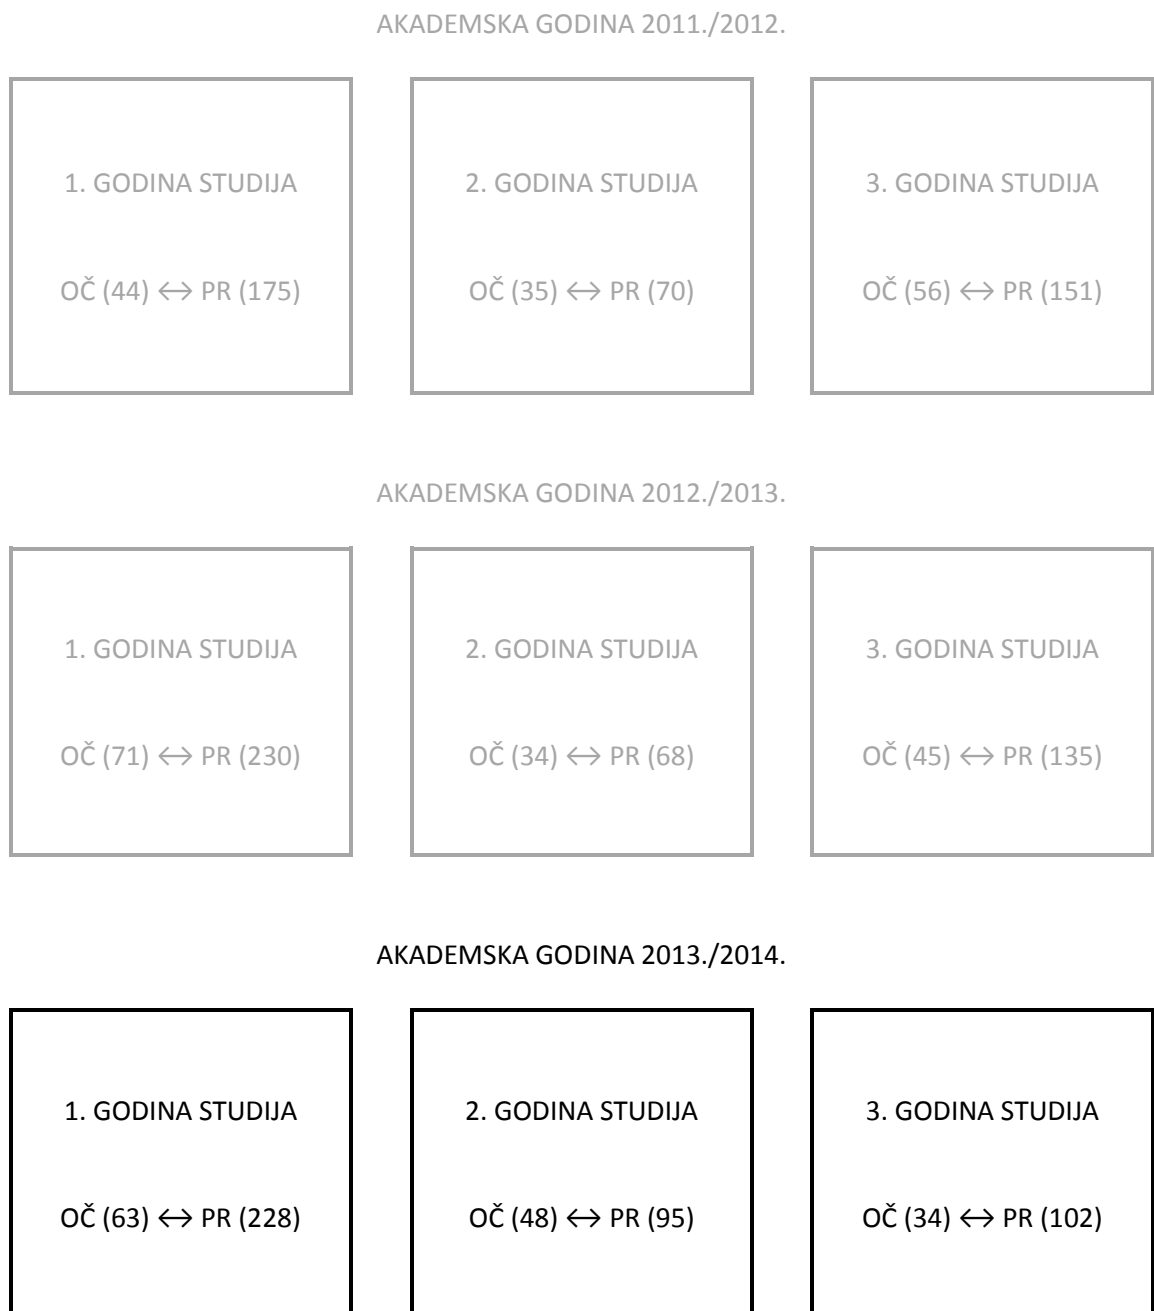 AKADEMSKA GODINA 2011./2012.
1. GODINA STUDIJA
OČ (44) ↔ PR (175)
2. GODINA STUDIJA
OČ (35) ↔ PR (70)
3. GODINA STUDIJA
OČ (56) ↔ PR (151)
AKADEMSKA GODINA 2012./2013.
1. GODINA STUDIJA
OČ (71) ↔ PR (230)
2. GODINA STUDIJA
OČ (34) ↔ PR (68)
3. GODINA STUDIJA
OČ (45) ↔ PR (135)
AKADEMSKA GODINA 2013./2014.
1. GODINA STUDIJA
OČ (63) ↔ PR (228)
2. GODINA STUDIJA
OČ (48) ↔ PR (95)
3. GODINA STUDIJA
OČ (34) ↔ PR (102)